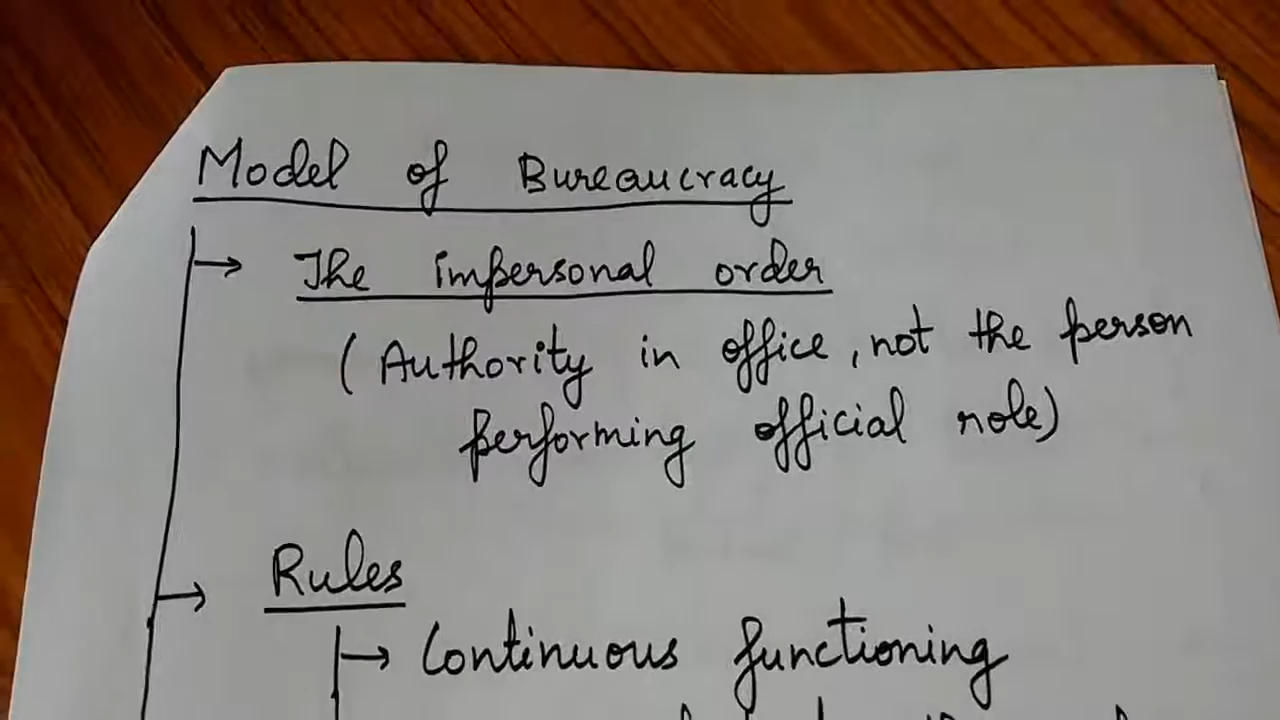 Model of Bureaucracy
→ The impersonal order
(Authority in office, not the person
performing official role)
→ Rules
→ Continuous functioning